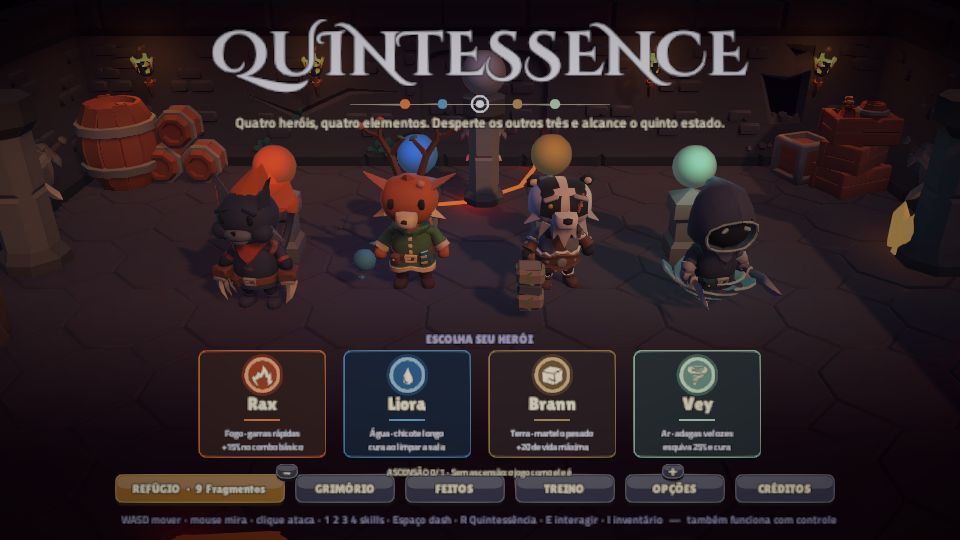 QUINTESSENCE
Quatro heróis, quatro elementos. Desperte os outros três e alcance o quinto estado.
ESCOLHA SEU HERÓI
Rax
Fogo · garras rápidas
+15% no combo básico
Liora
Água · chicote longo
cura ao limpar a sala
Brann
Terra · martelo pesado
+20 de vida máxima
Vey
Ar · adagas velozes
esquiva 25% e cura
ASCENSÃO 0/1 · Sem ascensão: o jogo como ele é
- +
REFÚGIO · 9 Fragmentos
GRIMÓRIO
FEITOS
TREINO
OPÇÕES
CRÉDITOS
WASD mover · mouse mira · clique ataca · 1 2 3 4 skills · Espaço dash · R Quintessência · E interagir · I inventário — também funciona com controle